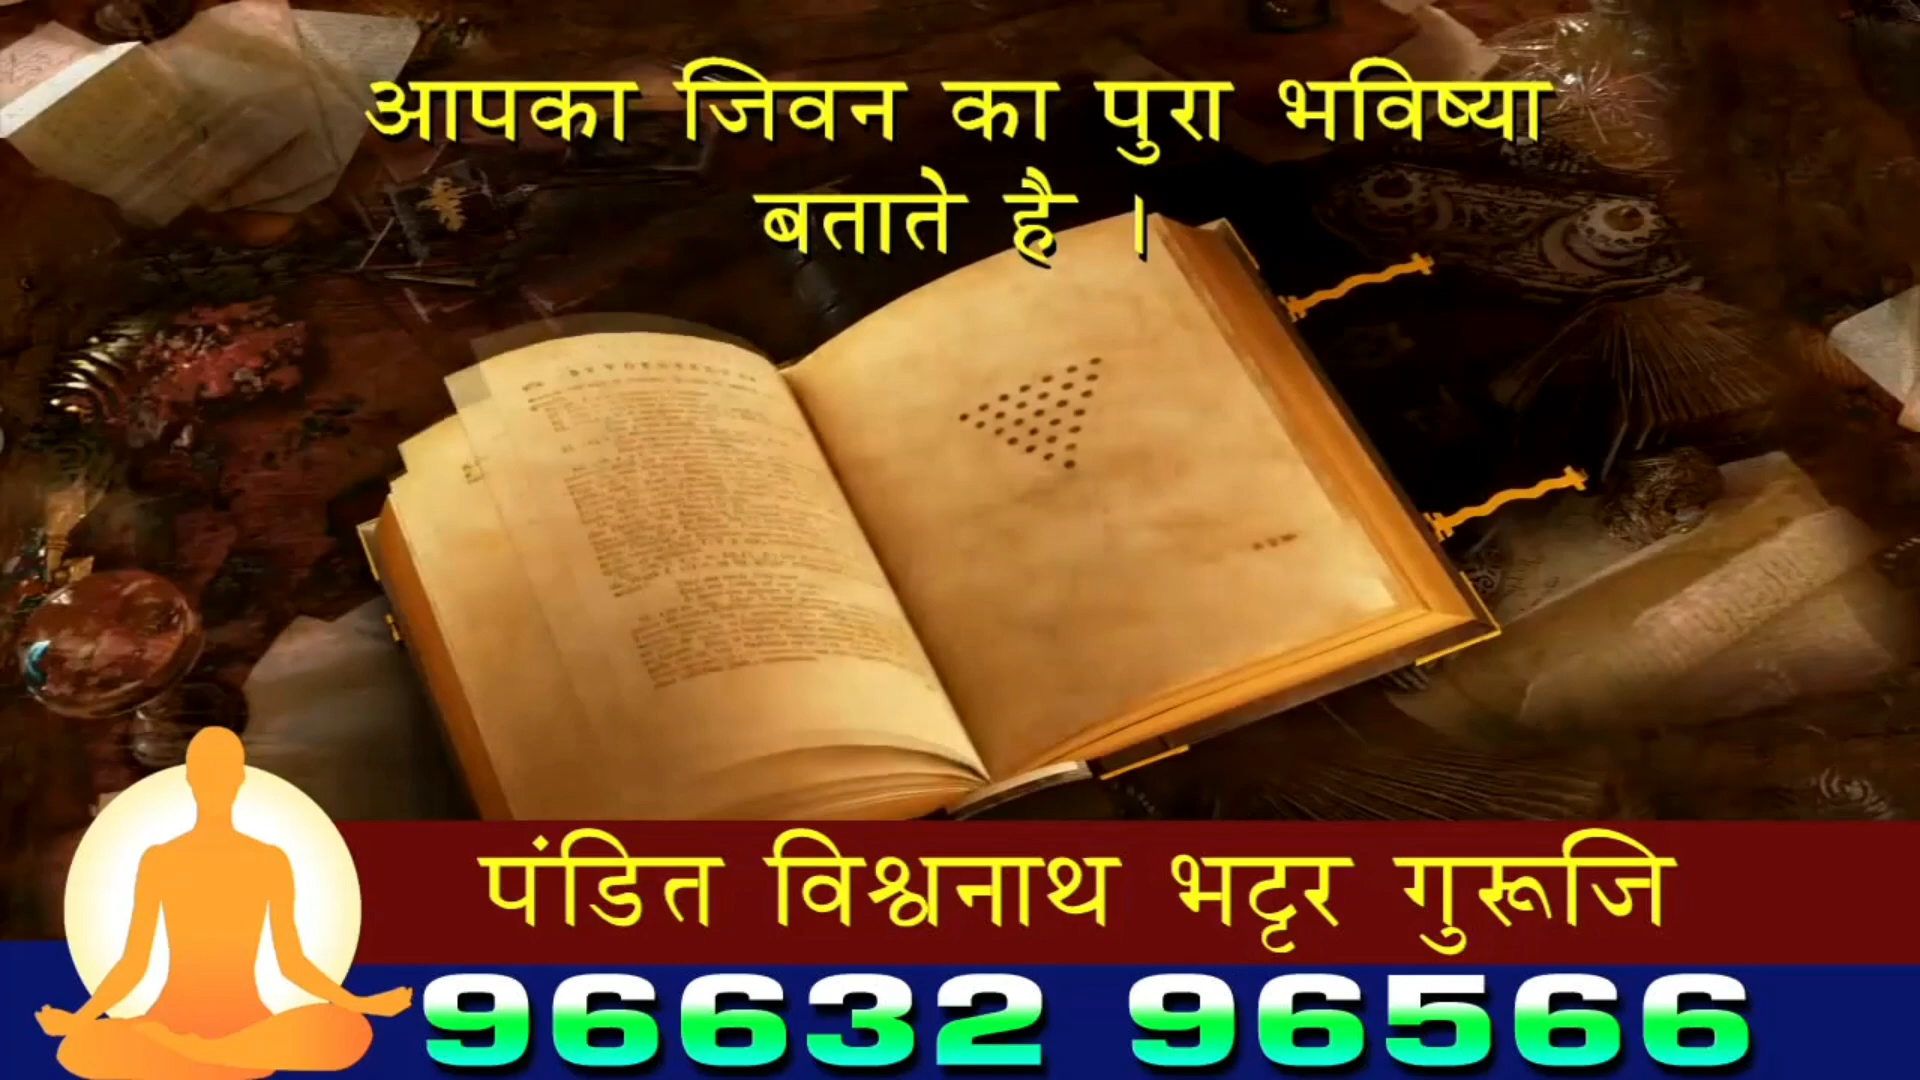 आपका जिवन का पुरा भविष्या
बताते है ।
पंडित विश्वनाथ भट्टर गुरूजि
96632 96566